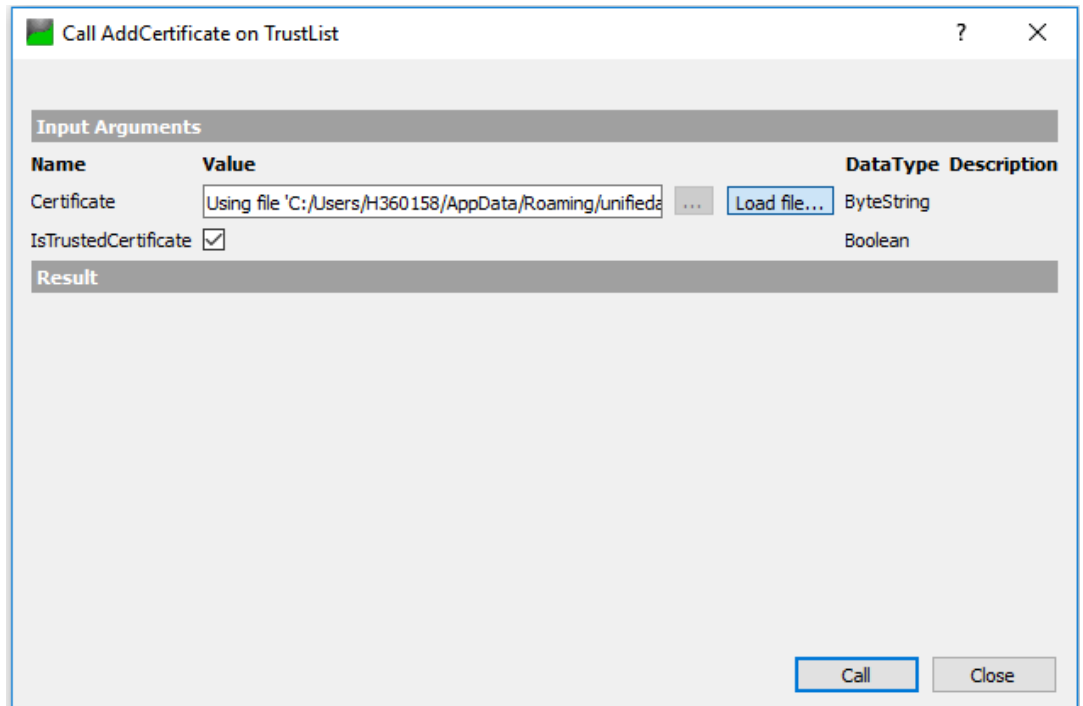 Call AddCertificate on TrustList ?
Input Arguments
Name Value DataType Description
Certificate Using file 'C:/Users/H360158/AppData/Roaming/unifieda ... Load file... ByteString
IsTrustedCertificate Boolean
Result
Call Close